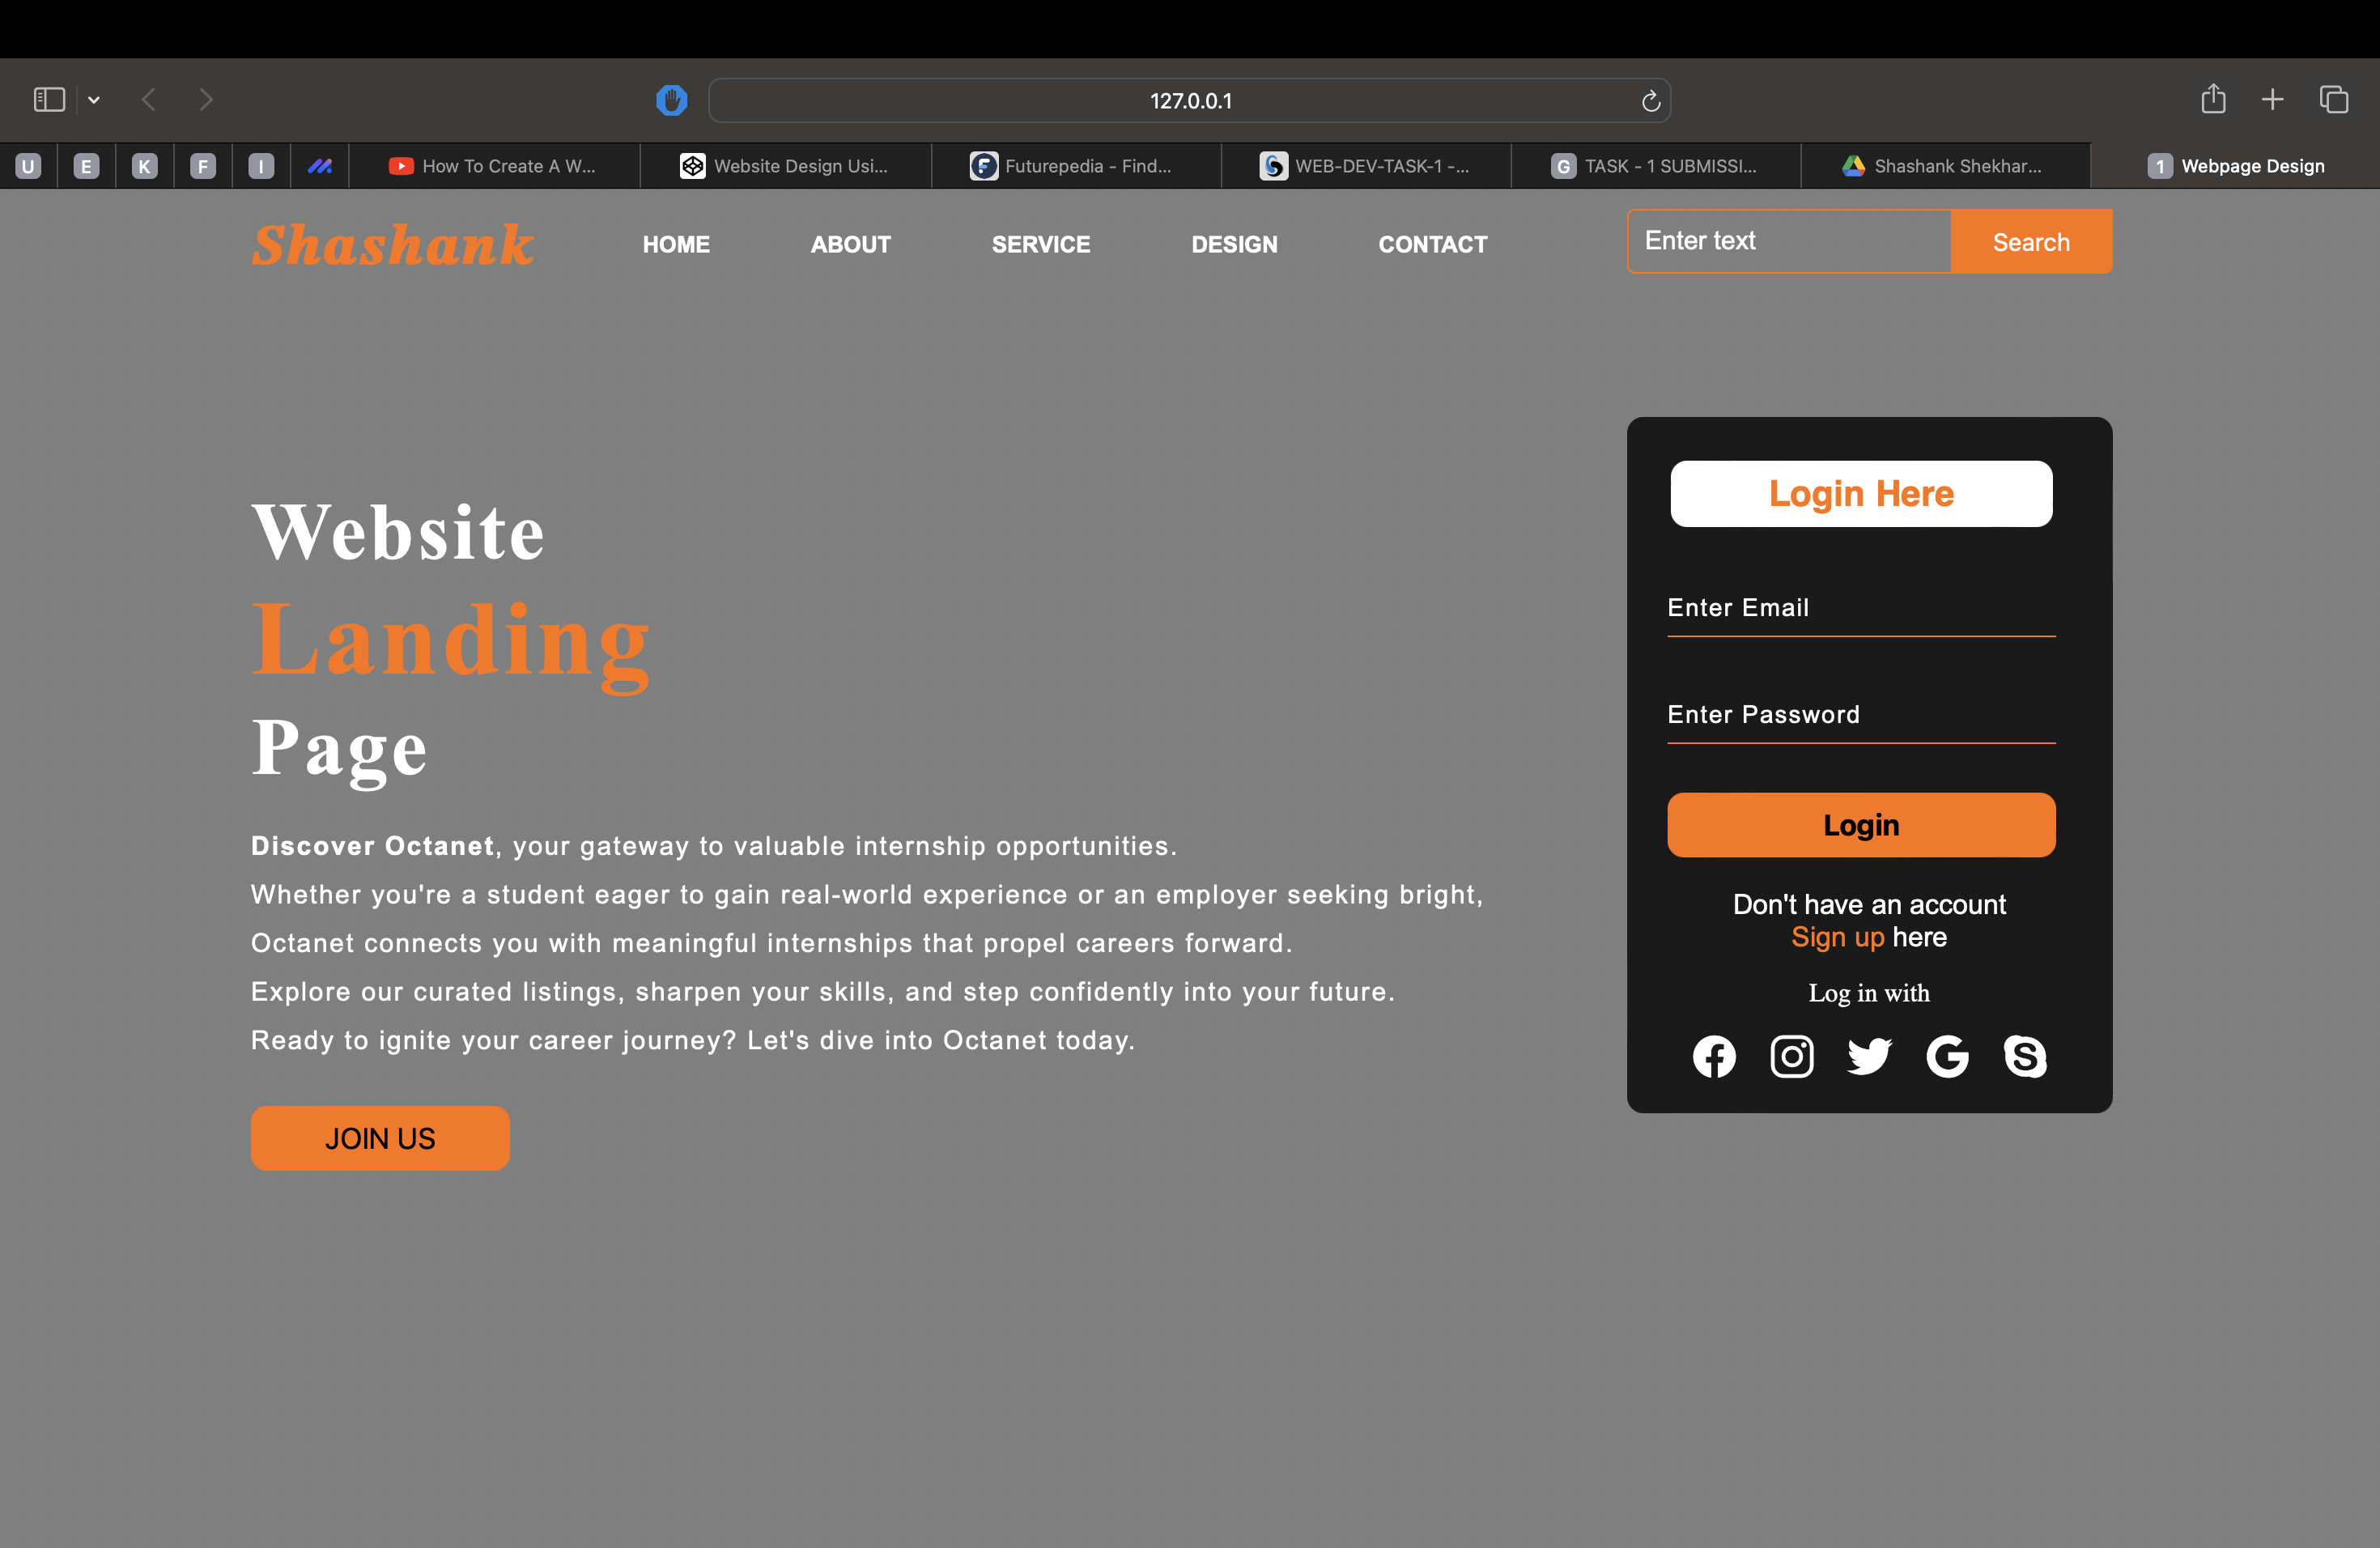 127.0.0.1
U
E
K
F
I
How To Create A W...
Website Design Usi...
Futurepedia - Find...
WEB-DEV-TASK-1 -...
G
TASK - 1 SUBMISSI...
Shashank Shekhar...
1
Webpage Design
Shashank
HOME
ABOUT
SERVICE
DESIGN
CONTACT
Enter text
Search
Website
Landing
Page
Discover Octanet, your gateway to valuable internship opportunities.
Whether you're a student eager to gain real-world experience or an employer seeking bright,
Octanet connects you with meaningful internships that propel careers forward.
Explore our curated listings, sharpen your skills, and step confidently into your future.
Ready to ignite your career journey? Let's dive into Octanet today.
JOIN US
Login Here
Enter Email
Enter Password
Login
Don't have an account
Sign up here
Log in with